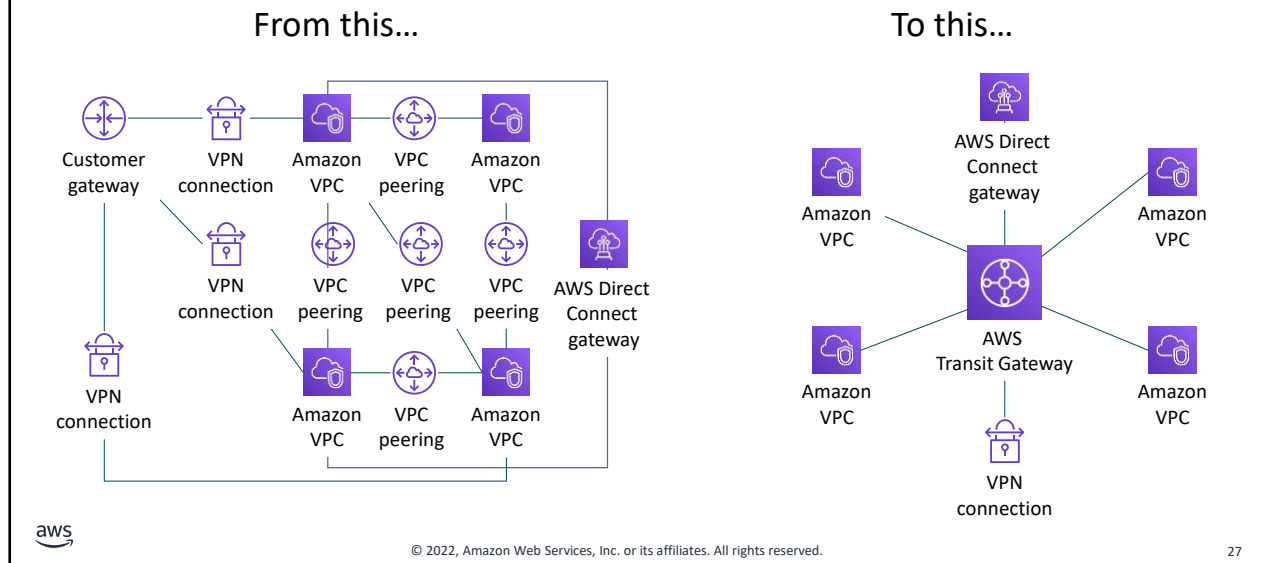 From this…
To this…
Customer
gateway
VPN
connection
Amazon
VPC
VPC
peering
Amazon
VPC
VPN
connection
VPC
peering
VPC
peering
VPC
peering
AWS Direct
Connect
gateway
VPN
connection
Amazon
VPC
VPC
peering
Amazon
VPC
AWS Direct
Connect
gateway
Amazon
VPC
Amazon
VPC
AWS
Transit Gateway
Amazon
VPC
Amazon
VPC
VPN
connection
aws
© 2022, Amazon Web Services, Inc. or its affiliates. All rights reserved.
27